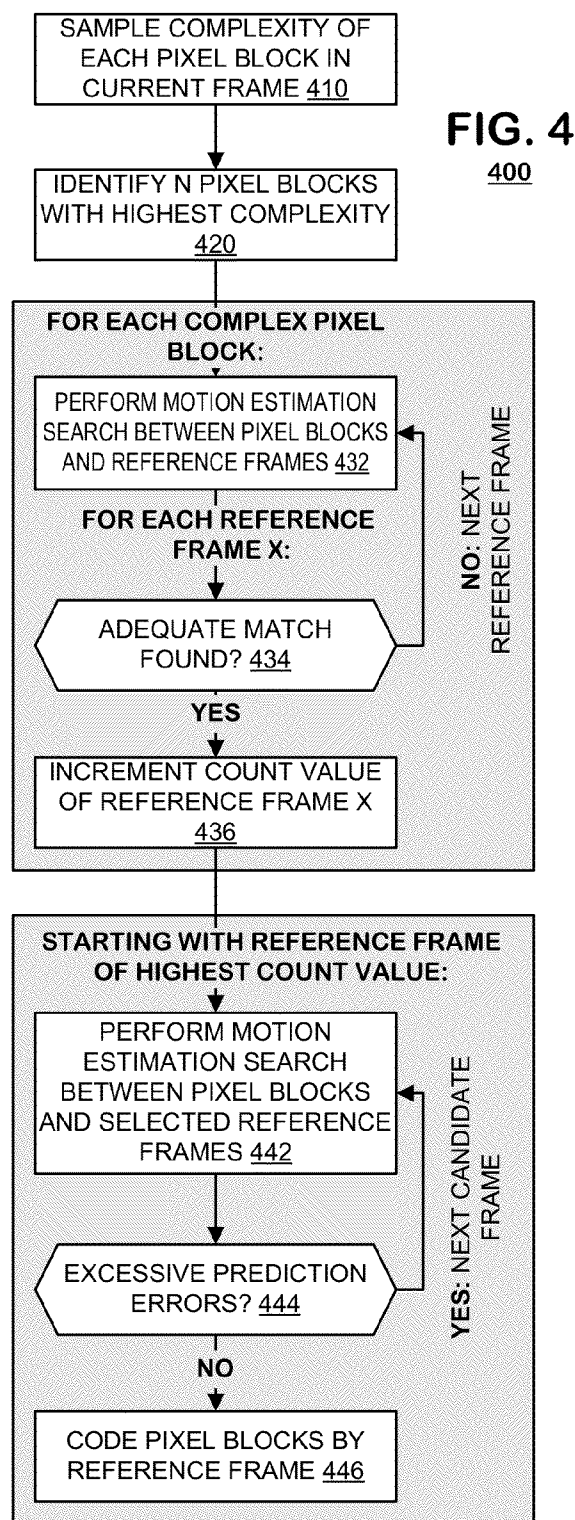 SAMPLE COMPLEXITY OF
EACH PIXEL BLOCK IN
CURRENT FRAME 410
FIG. 4
400
IDENTIFY N PIXEL BLOCKS
WITH HIGHEST COMPLEXITY
420
FOR EACH COMPLEX PIXEL
BLOCK:
PERFORM MOTION ESTIMATION
SEARCH BETWEEN PIXEL BLOCKS
AND REFERENCE FRAMES 432
NO: NEXT
REFERENCE FRAME
FOR EACH REFERENCE
FRAME X:
ADEQUATE MATCH
FOUND? 434
YES
INCREMENT COUNT VALUE
OF REFERENCE FRAME X
436
STARTING WITH REFERENCE FRAME
OF HIGHEST COUNT VALUE:
PERFORM MOTION
ESTIMATION SEARCH
BETWEEN PIXEL BLOCKS
AND SELECTED REFERENCE
FRAMES 442
YES: NEXT CANDIDATE
FRAME
EXCESSIVE PREDICTION
ERRORS? 444
NO
CODE PIXEL BLOCKS BY
REFERENCE FRAME 446